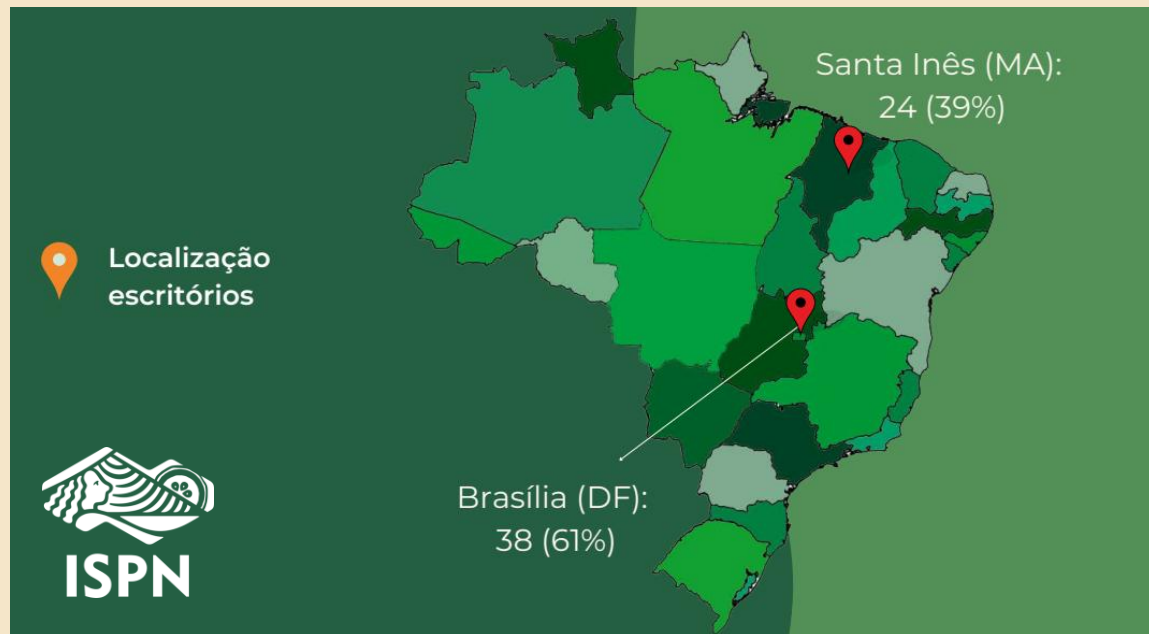 Santa Inês (MA):
24 (39%)
Localização
escritórios
Brasília (DF):
38 (61%)
ISPN